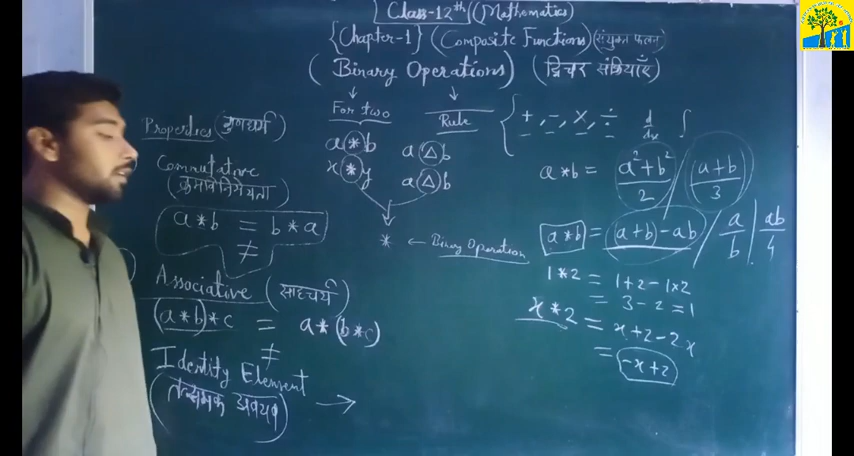 Class-12th (Mathematics)
{Chapter-1} (Composite Functions) (संयुक्त फलन)
(Binary Operations) (द्विचर संक्रियाएँ)
For two
Rule
+, -, ×, ÷ d/dx ∫
Properties (गुणधर्म)
a * b
x * y
a △ b
a △ b
* ← Binary Operation
Commutative
(क्रमविनिमेयता)
a * b = b * a
≠
Associative (साहचर्य)
(a * b) * c = a * (b * c)
≠
Identity Element
(तत्समक अवयव) →
a * b = (a² + b²)/2 / (a + b)/3
a * b = (a + b) - ab / a/b | ab/4
1 * 2 = 1 + 2 - 1×2
= 3 - 2 = 1
x * 2 = x + 2 - 2x
= -x + 2